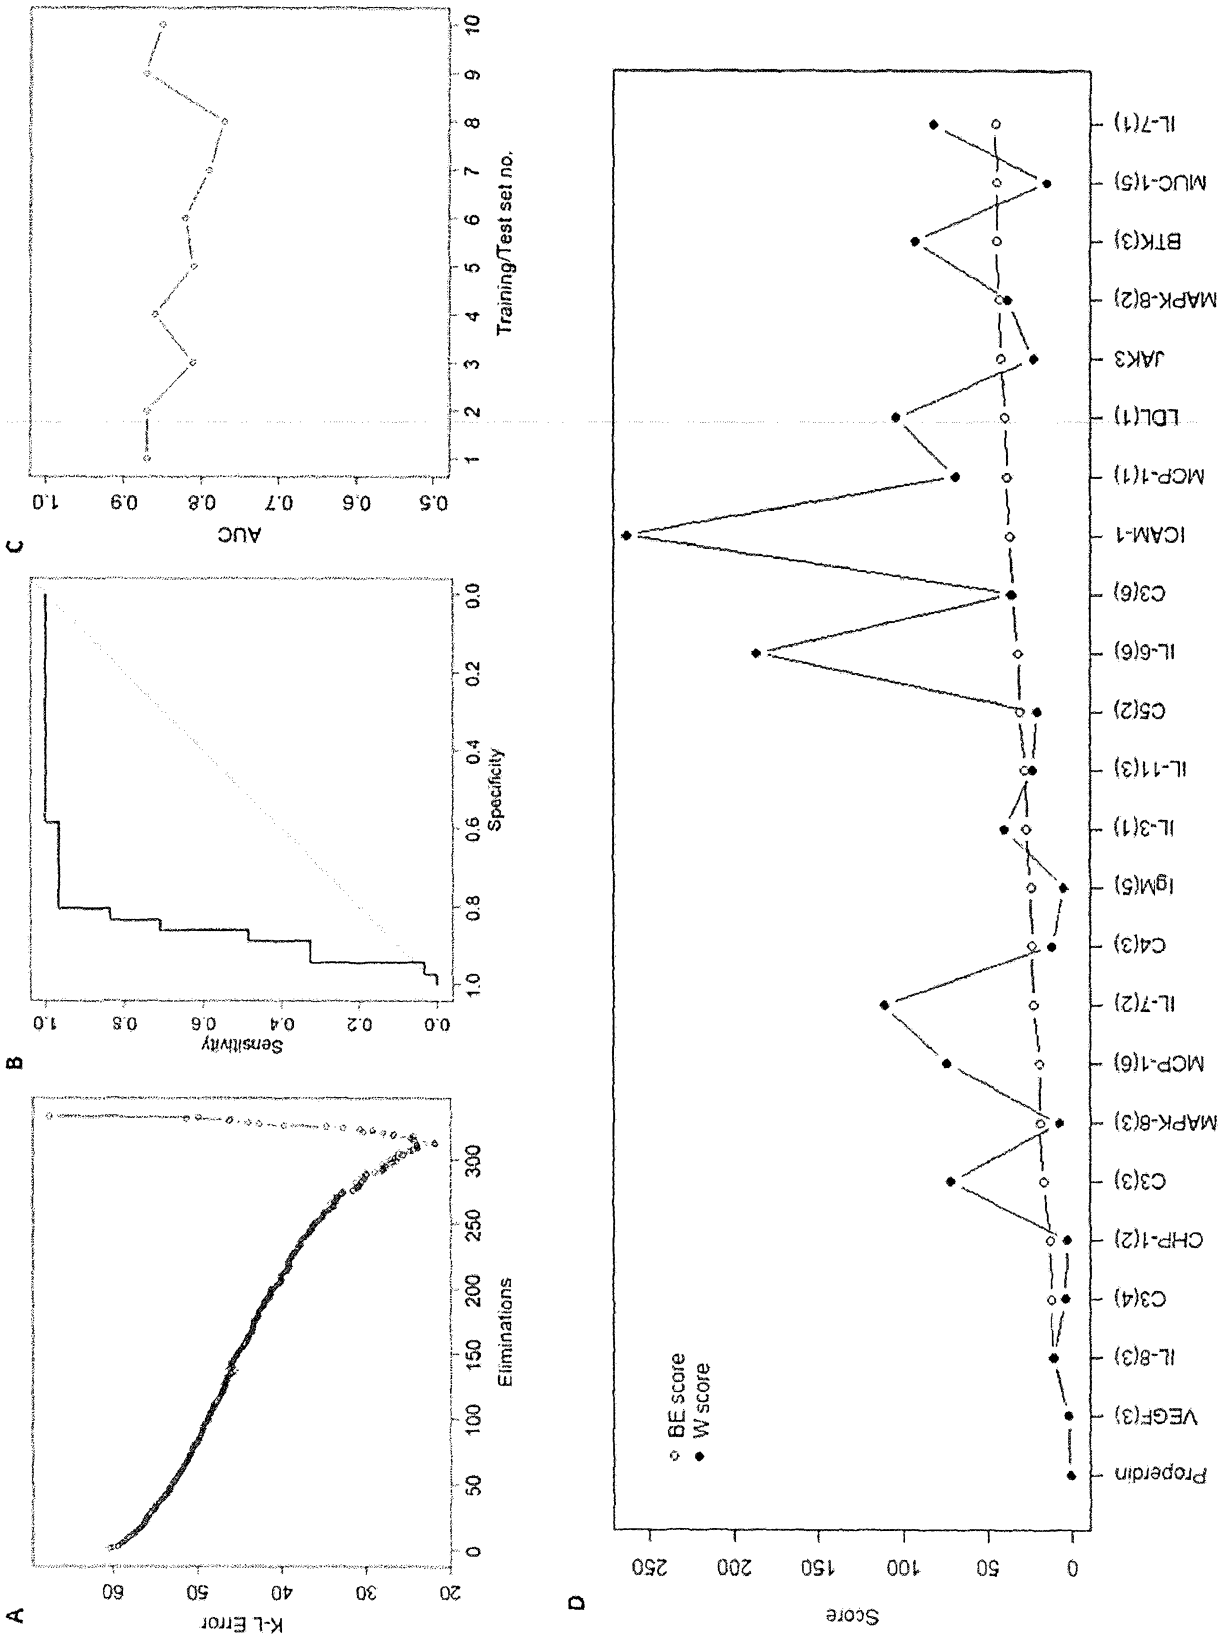 A
K-L Error
60
50
40
30
20
0
50
100
150
200
250
300
Eliminations
B
Sensitivity
1.0
0.8
0.6
0.4
0.2
0.0
1.0
0.8
0.6
0.4
0.2
0.0
Specificity
C
AUC
1.0
0.9
0.8
0.7
0.6
0.5
1
2
3
4
5
6
7
8
9
10
Training/Test set no.
D
Score
250
200
150
100
50
0
BE score
W score
Properdin
VEGF(3)
IL-8(3)
C3(4)
CHP-1(2)
C3(3)
MAPK-8(3)
MCP-1(6)
IL-7(2)
C4(3)
IgM(5)
IL-3(1)
IL-11(3)
C5(2)
IL-6(6)
C3(6)
ICAM-1
MCP-1(1)
LDL(1)
JAK3
MAPK-8(2)
BTK(3)
MUC-1(5)
IL-7(1)